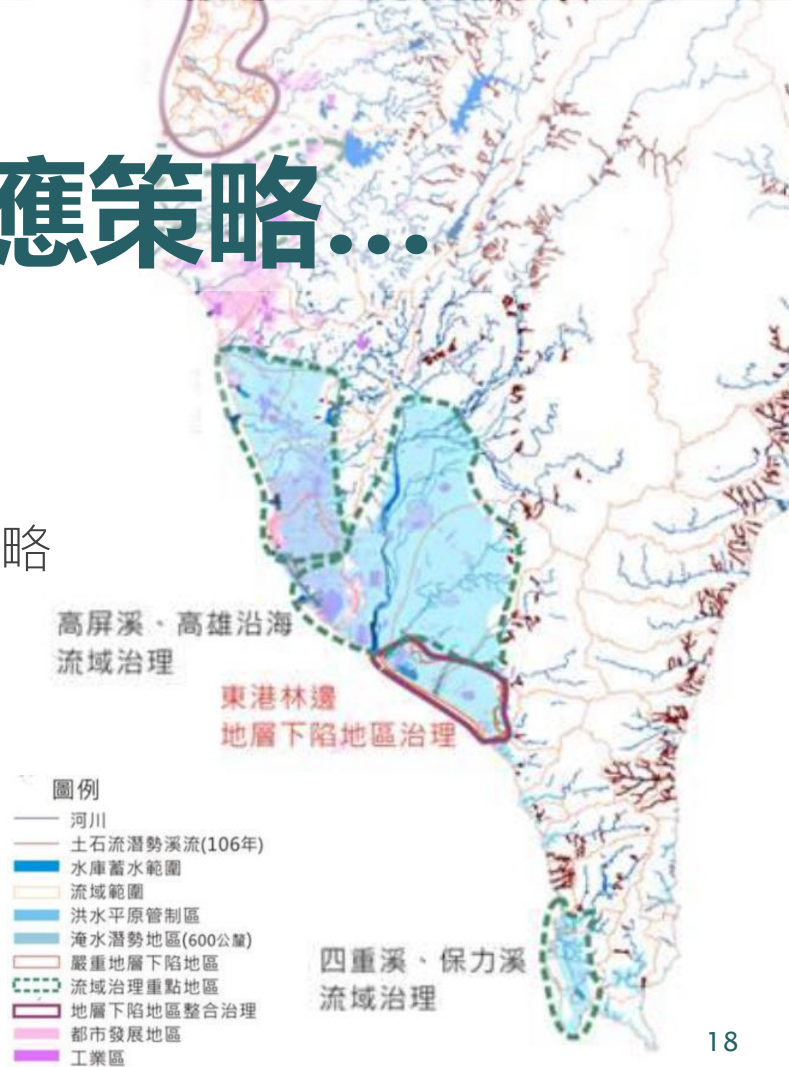 應策略...
略
高屏溪、高雄沿海
流域治理
東港林邊
地層下陷地區治理
圖例
河川
土石流潛勢溪流(106年)
水庫蓄水範圍
流域範圍
洪水平原管制區
淹水潛勢地區(600公釐)
嚴重地層下陷地區
流域治理重點地區
地層下陷地區整合治理
都市發展地區
工業區
四重溪、保力溪
流域治理
18